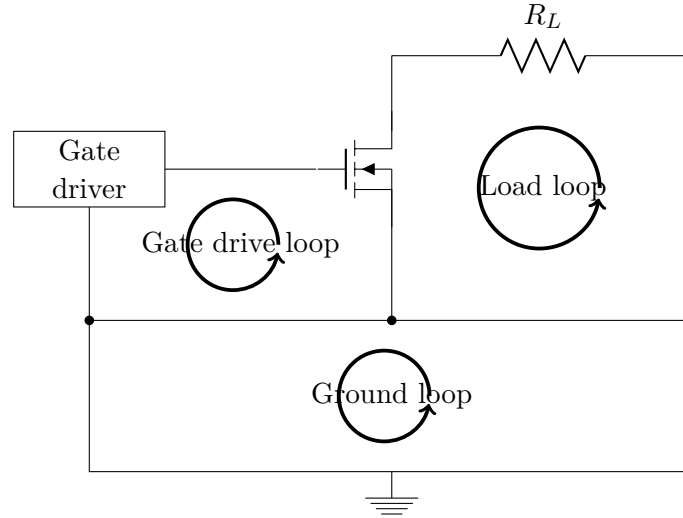 R_L
Gate
driver
Load loop
Gate drive loop
Ground loop